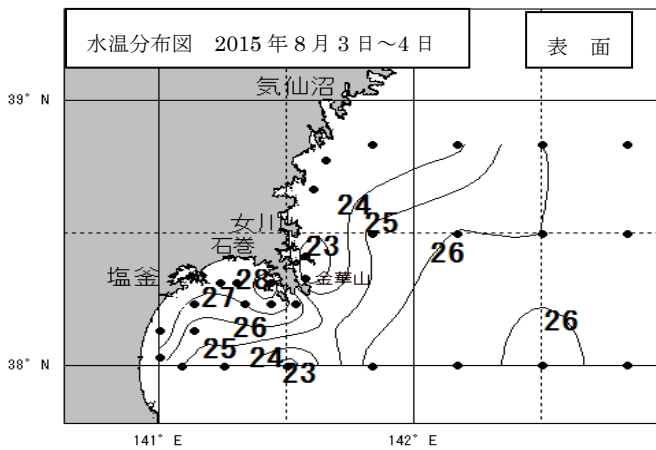 水温分布図 2015年8月3日～4日
表 面
気仙沼
39° N
24
25
女川
23
26
石巻
塩釜
28
金華山
27
26
26
25
24
38° N
23
141° E
142° E